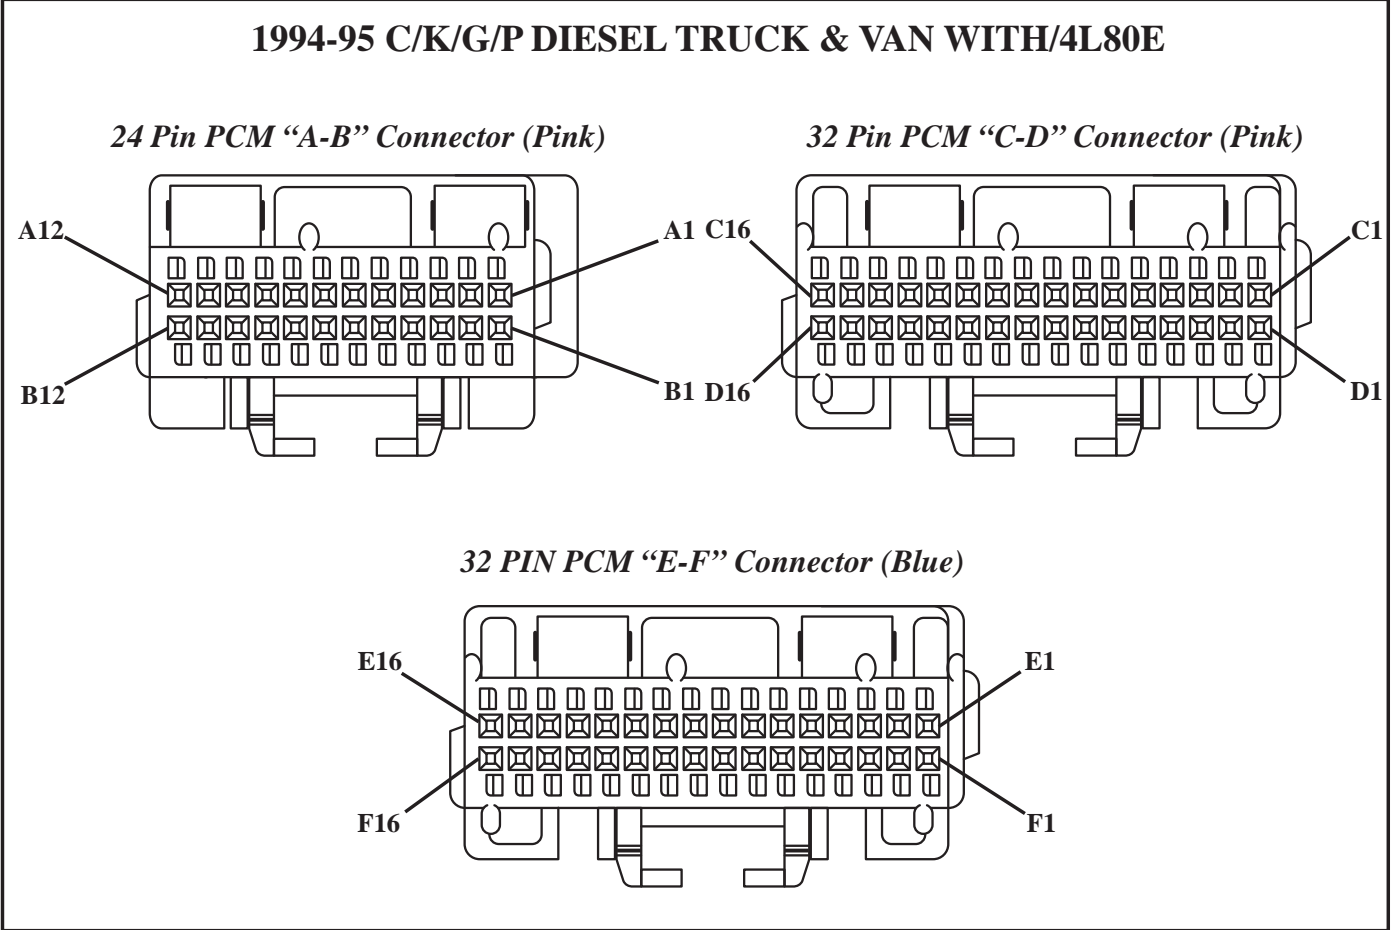 1994-95 C/K/G/P DIESEL TRUCK & VAN WITH/4L80E
24 Pin PCM “A-B” Connector (Pink)
32 Pin PCM “C-D” Connector (Pink)
A12
A1
C16
C1
B12
B1
D16
D1
32 PIN PCM “E-F” Connector (Blue)
E16
E1
F16
F1